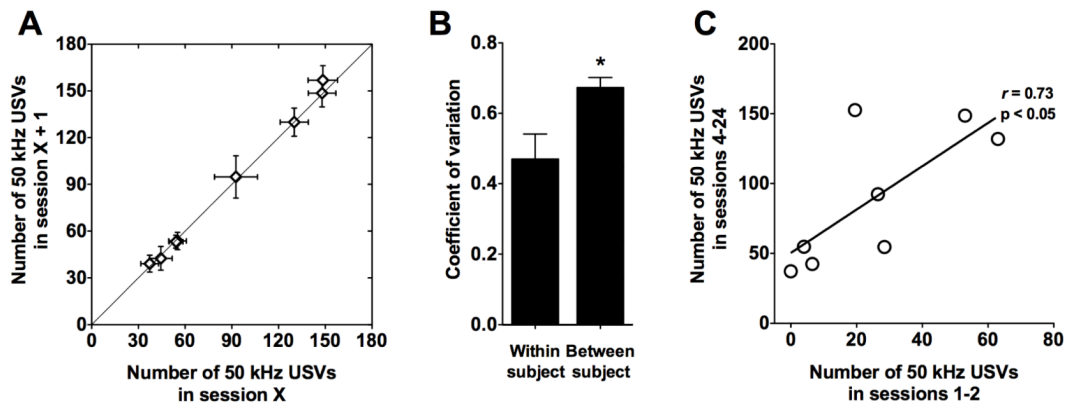 A
Number of 50 kHz USVs
in session X + 1
180
150
120
90
60
30
0
0 30 60 90 120 150 180
Number of 50 kHz USVs
in session X
B
Coefficient of variation
0.8
0.6
0.4
0.2
0.0
*
Within Between
subject subject
C
Number of 50 kHz USVs
in sessions 4-24
200
150
100
50
0
r = 0.73
p < 0.05
0 20 40 60 80
Number of 50 kHz USVs
in sessions 1-2